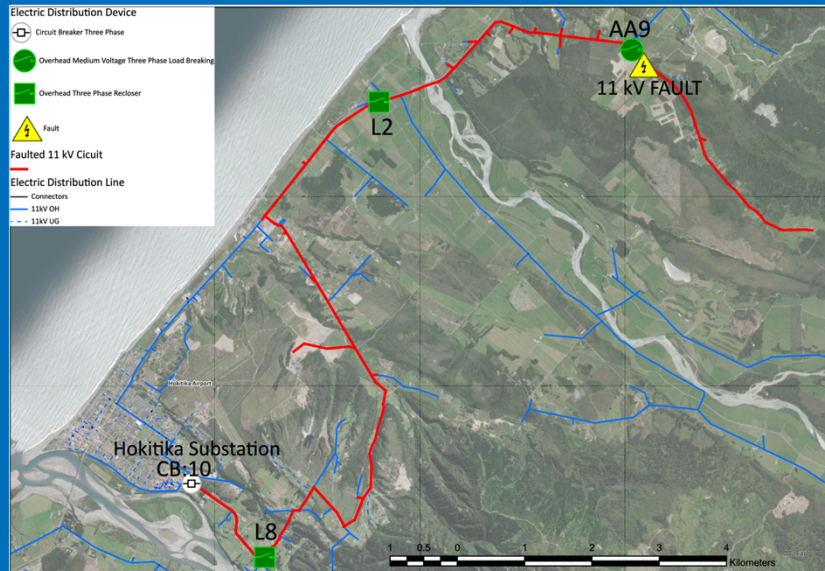 Electric Distribution Device
Circuit Breaker Three Phase
Overhead Medium Voltage Three Phase Load Breaking
Overhead Three Phase Recloser
Fault
Faulted 11 kV Cicuit
Electric Distribution Line
Connectors
11kV OH
11kV UG
AA9
11 kV FAULT
L2
Hokitika Airport
Hokitika Substation
CB:10
L8
1 0.5 0 1 2 3 4
Kilometers